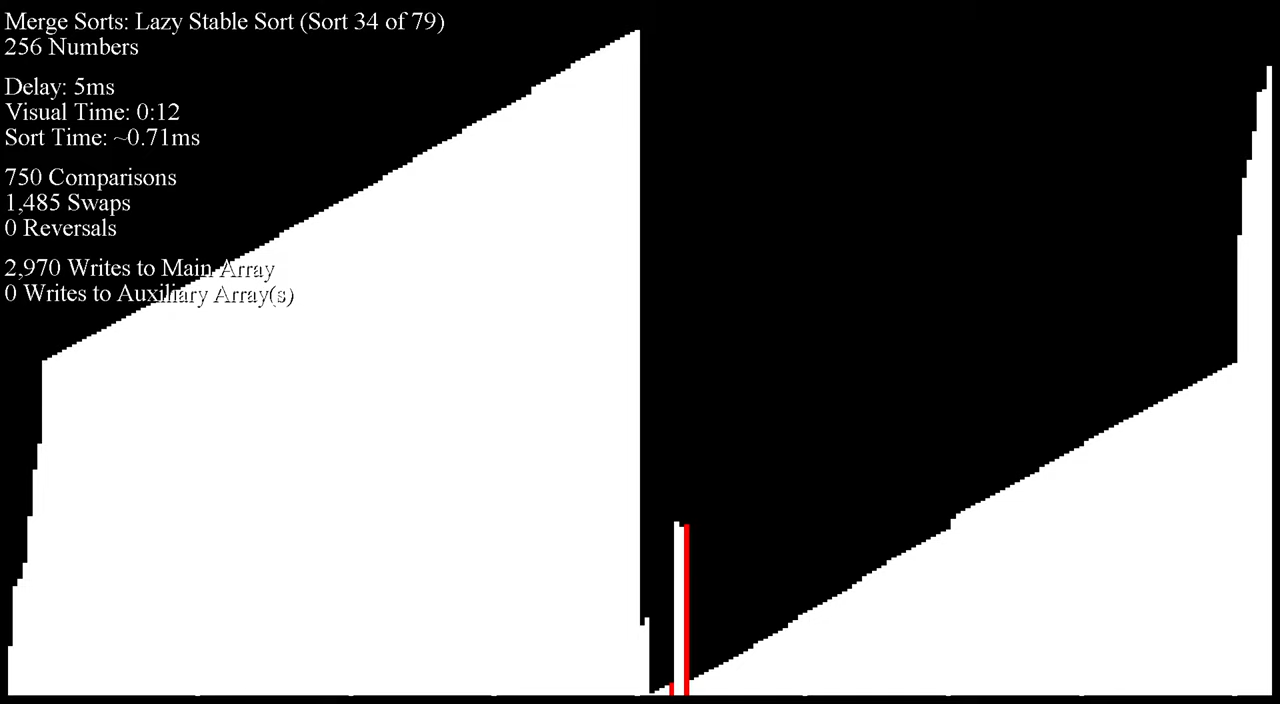 Merge Sorts: Lazy Stable Sort (Sort 34 of 79)
256 Numbers
Delay: 5ms
Visual Time: 0:12
Sort Time: ~0.71ms
750 Comparisons
1,485 Swaps
0 Reversals
2,970 Writes to Main Array
0 Writes to Auxiliary Array(s)